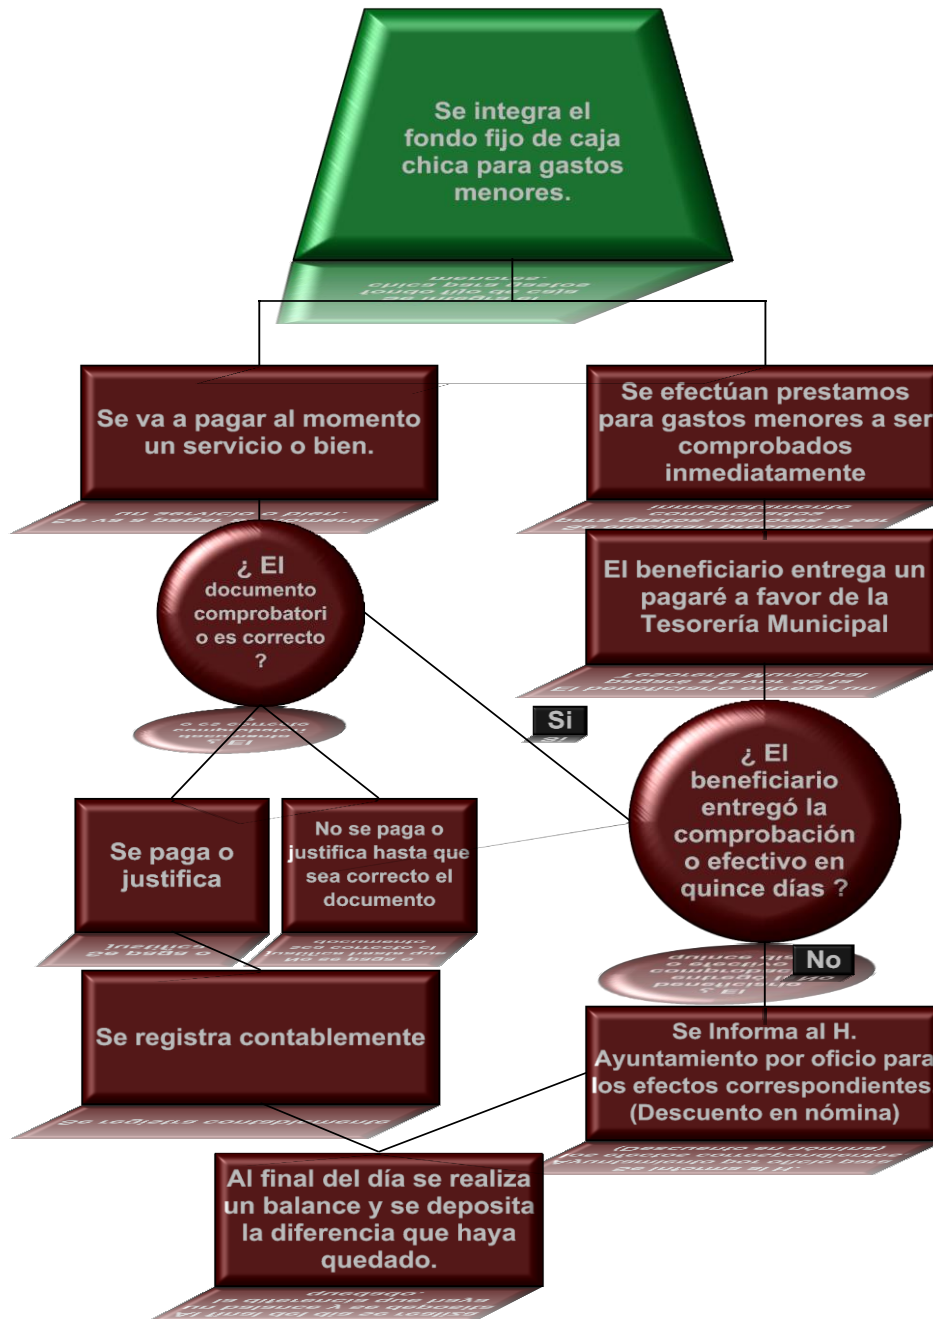 Se integra el
fondo fijo de caja
chica para gastos
menores.
Se va a pagar al momento
un servicio o bien.
Se efectúan prestamos
para gastos menores a ser
comprobados
inmediatamente
¿ El
documento
comprobatori
o es correcto
?
El beneficiario entrega un
pagaré a favor de la
Tesorería Municipal
Si
¿ El
beneficiario
entregó la
comprobación
o efectivo en
quince días ?
Se paga o
justifica
No se paga o
justifica hasta que
sea correcto el
documento
No
Se registra contablemente
Se Informa al H.
Ayuntamiento por oficio para
los efectos correspondientes
(Descuento en nómina)
Al final del día se realiza
un balance y se deposita
la diferencia que haya
quedado.